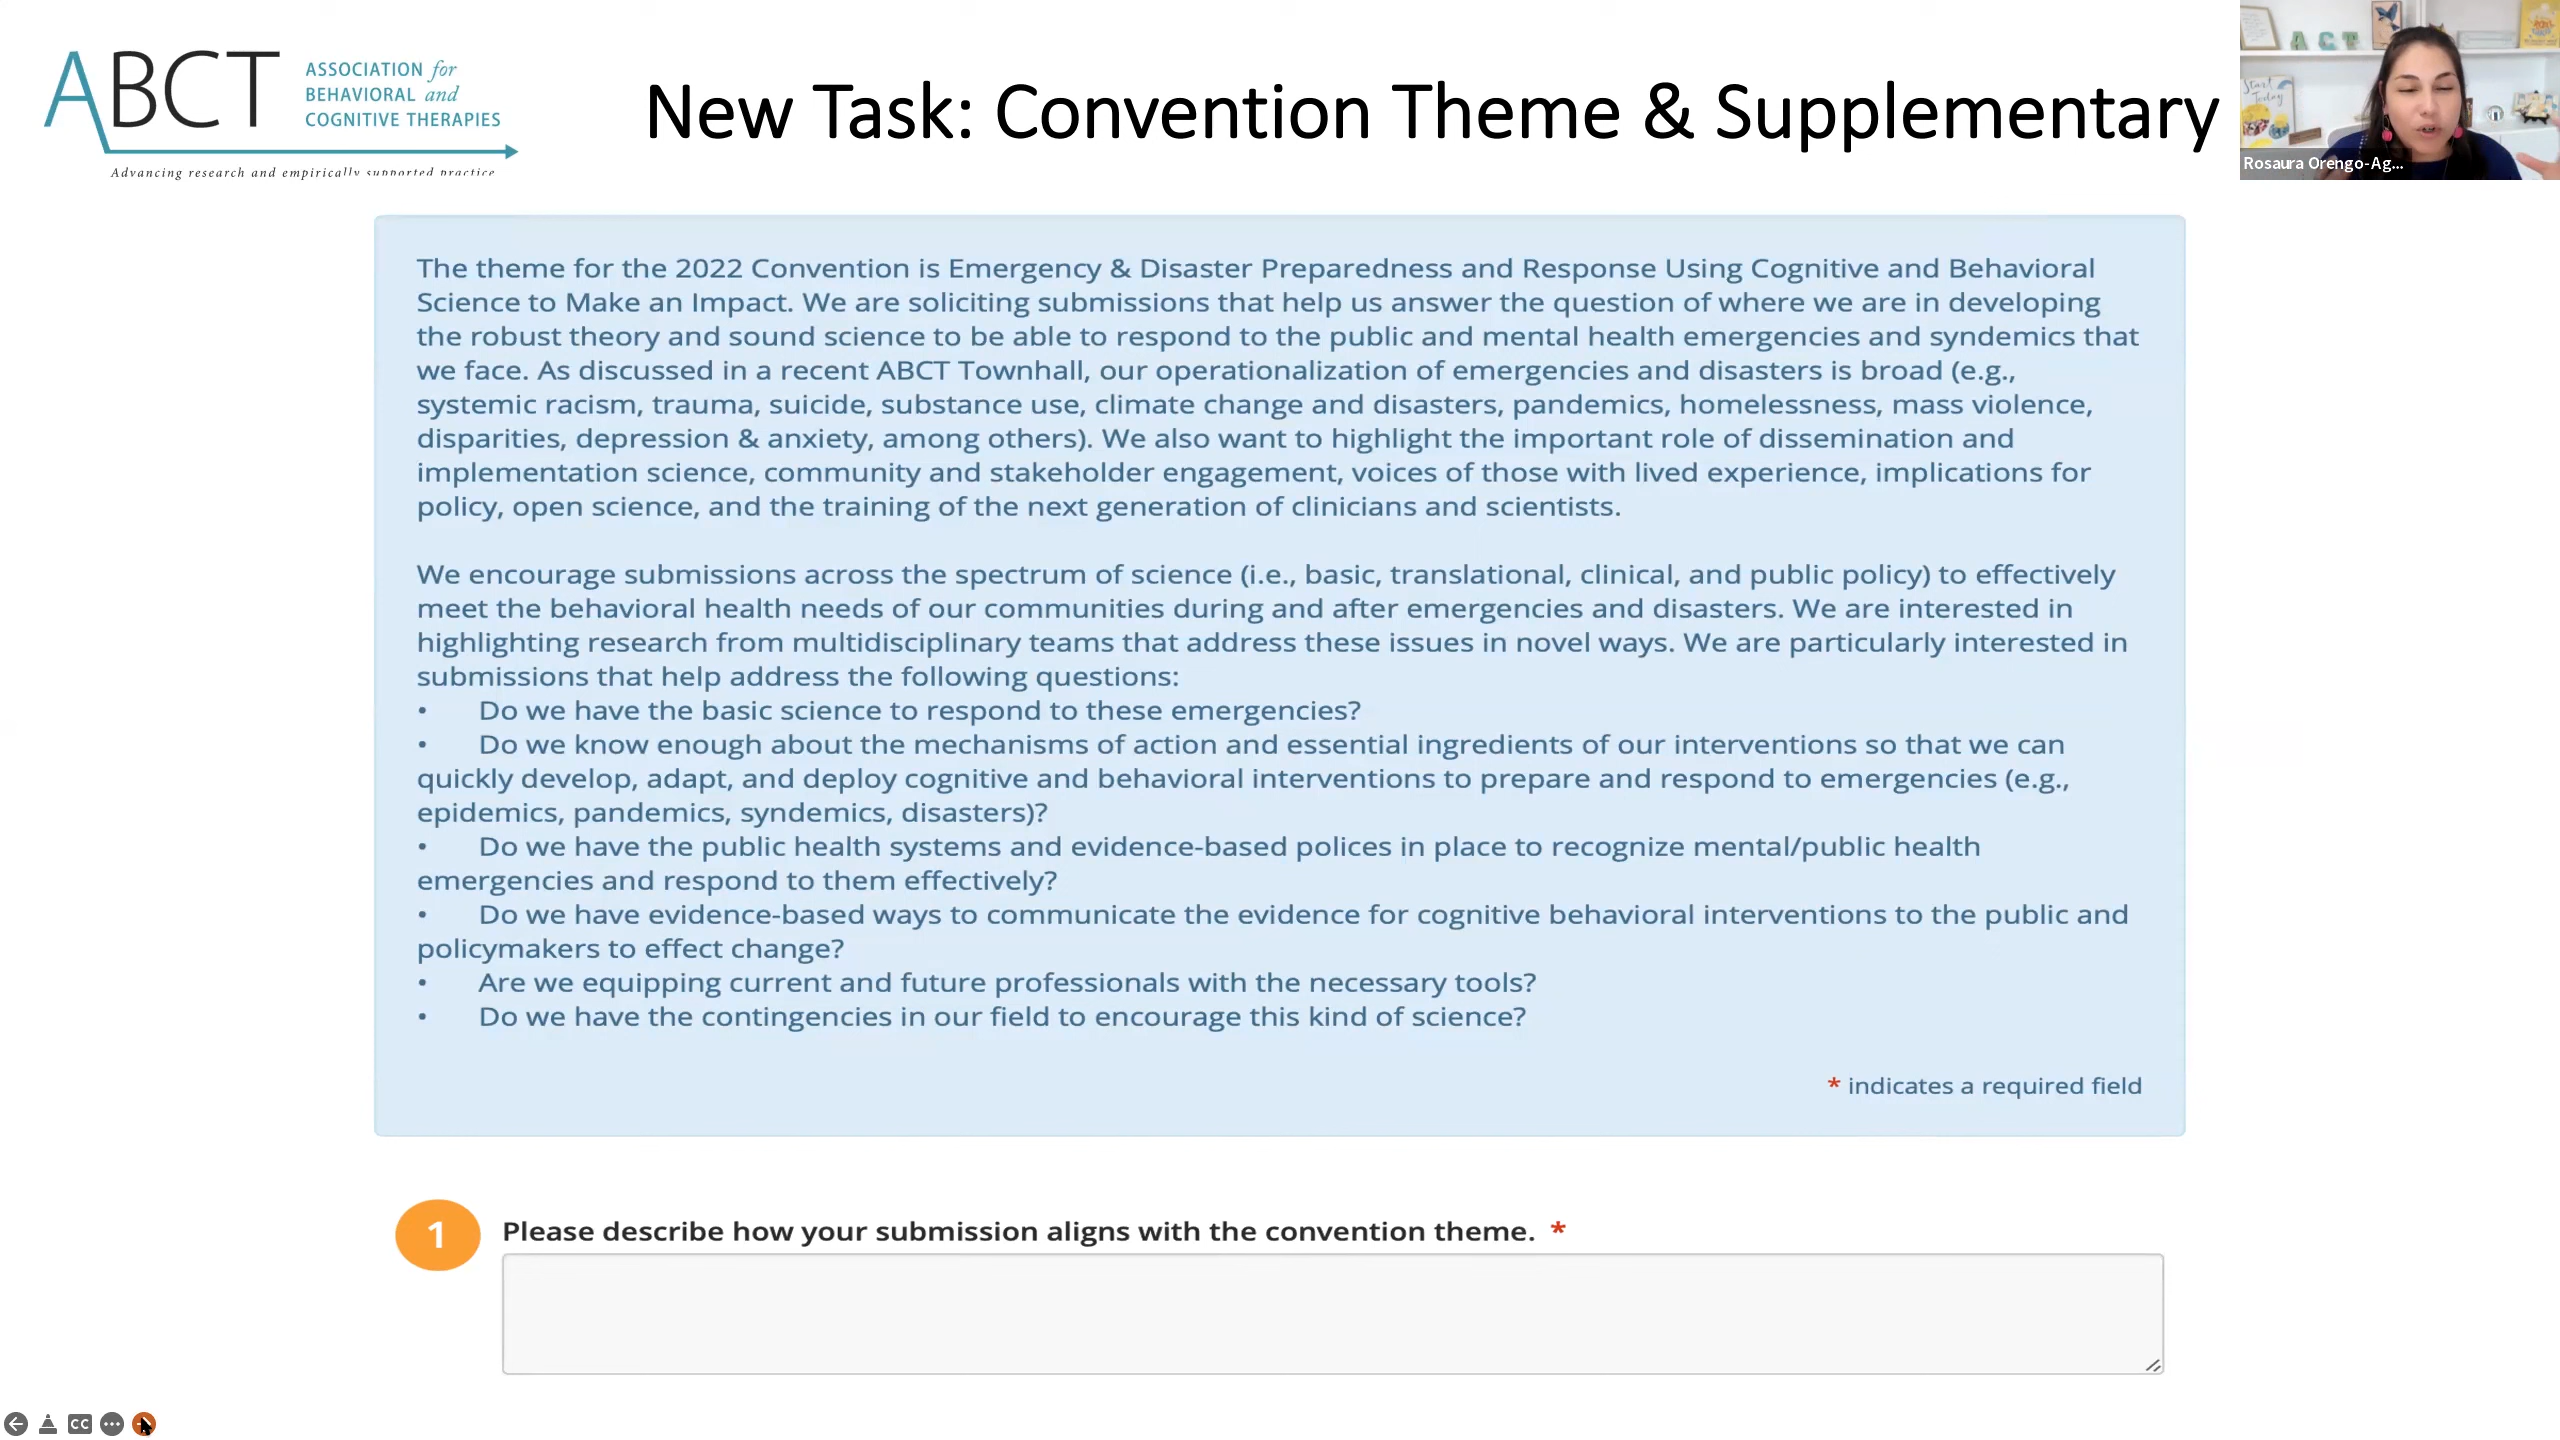 ABCT
ASSOCIATION for
BEHAVIORAL and
COGNITIVE THERAPIES
Advancing research and empirically supported practice
New Task: Convention Theme & Supplementary
ACT
Start
Today
Rosaura Orengo-Ag...
The theme for the 2022 Convention is Emergency & Disaster Preparedness and Response Using Cognitive and Behavioral
Science to Make an Impact. We are soliciting submissions that help us answer the question of where we are in developing
the robust theory and sound science to be able to respond to the public and mental health emergencies and syndemics that
we face. As discussed in a recent ABCT Townhall, our operationalization of emergencies and disasters is broad (e.g.,
systemic racism, trauma, suicide, substance use, climate change and disasters, pandemics, homelessness, mass violence,
disparities, depression & anxiety, among others). We also want to highlight the important role of dissemination and
implementation science, community and stakeholder engagement, voices of those with lived experience, implications for
policy, open science, and the training of the next generation of clinicians and scientists.
We encourage submissions across the spectrum of science (i.e., basic, translational, clinical, and public policy) to effectively
meet the behavioral health needs of our communities during and after emergencies and disasters. We are interested in
highlighting research from multidisciplinary teams that address these issues in novel ways. We are particularly interested in
submissions that help address the following questions:
• Do we have the basic science to respond to these emergencies?
• Do we know enough about the mechanisms of action and essential ingredients of our interventions so that we can
quickly develop, adapt, and deploy cognitive and behavioral interventions to prepare and respond to emergencies (e.g.,
epidemics, pandemics, syndemics, disasters)?
• Do we have the public health systems and evidence-based polices in place to recognize mental/public health
emergencies and respond to them effectively?
• Do we have evidence-based ways to communicate the evidence for cognitive behavioral interventions to the public and
policymakers to effect change?
• Are we equipping current and future professionals with the necessary tools?
• Do we have the contingencies in our field to encourage this kind of science?
* indicates a required field
1 Please describe how your submission aligns with the convention theme. *
CC